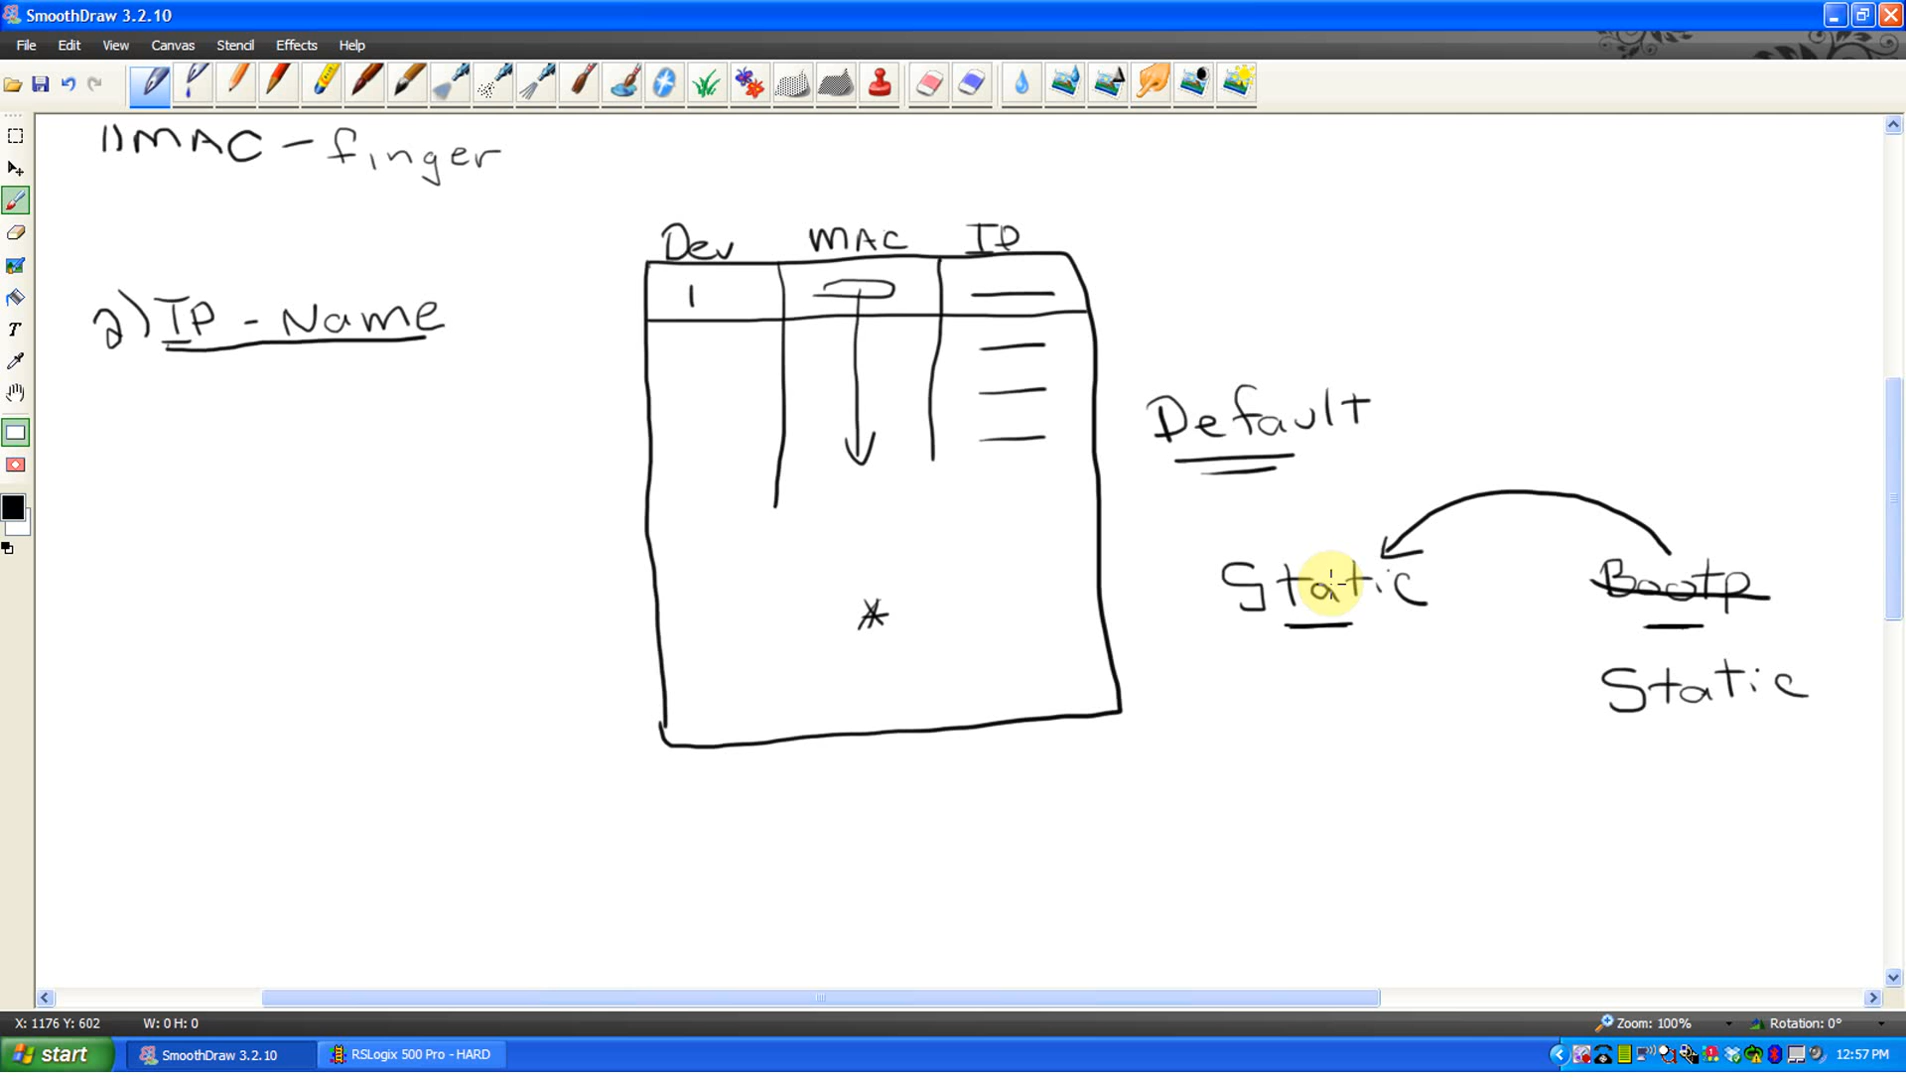 SmoothDraw 3.2.10
File Edit View Canvas Stencil Effects Help
1) MAC - finger
Dev MAC IP
1
2) IP - Name
Default
Static Bootp
Static
X: 1176 Y: 602 W: 0 H: 0 Zoom: 100% Rotation: 0°
start SmoothDraw 3.2.10 RSLogix 500 Pro - HARD 12:57 PM